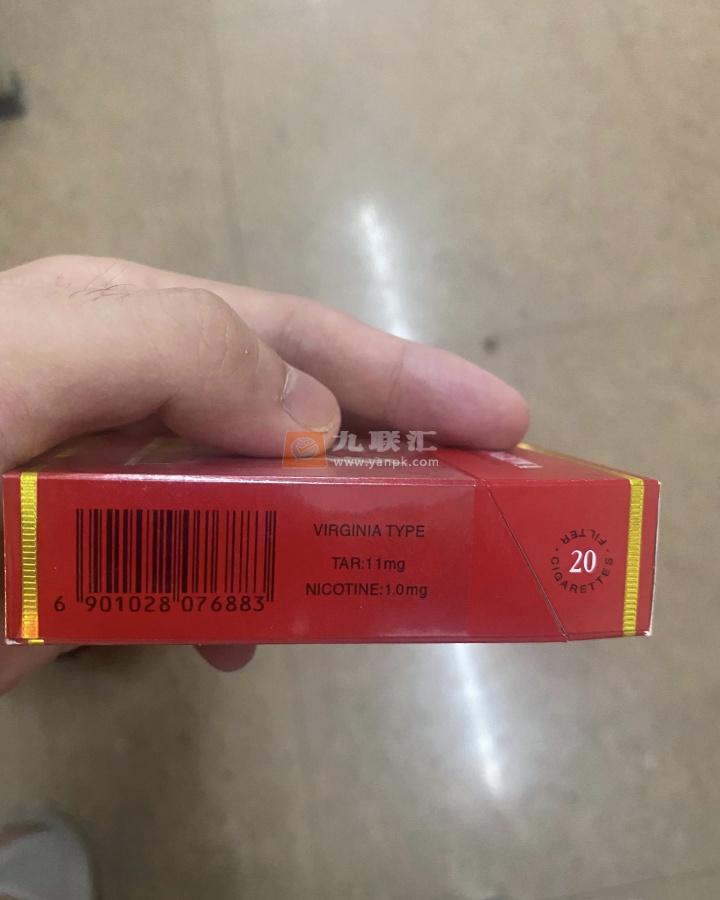 九联汇
www.yanpk.com
VIRGINIA TYPE
TAR:11mg
NICOTINE:1.0mg
6 901028 076883
20
FILTER · CIGARETTES ·